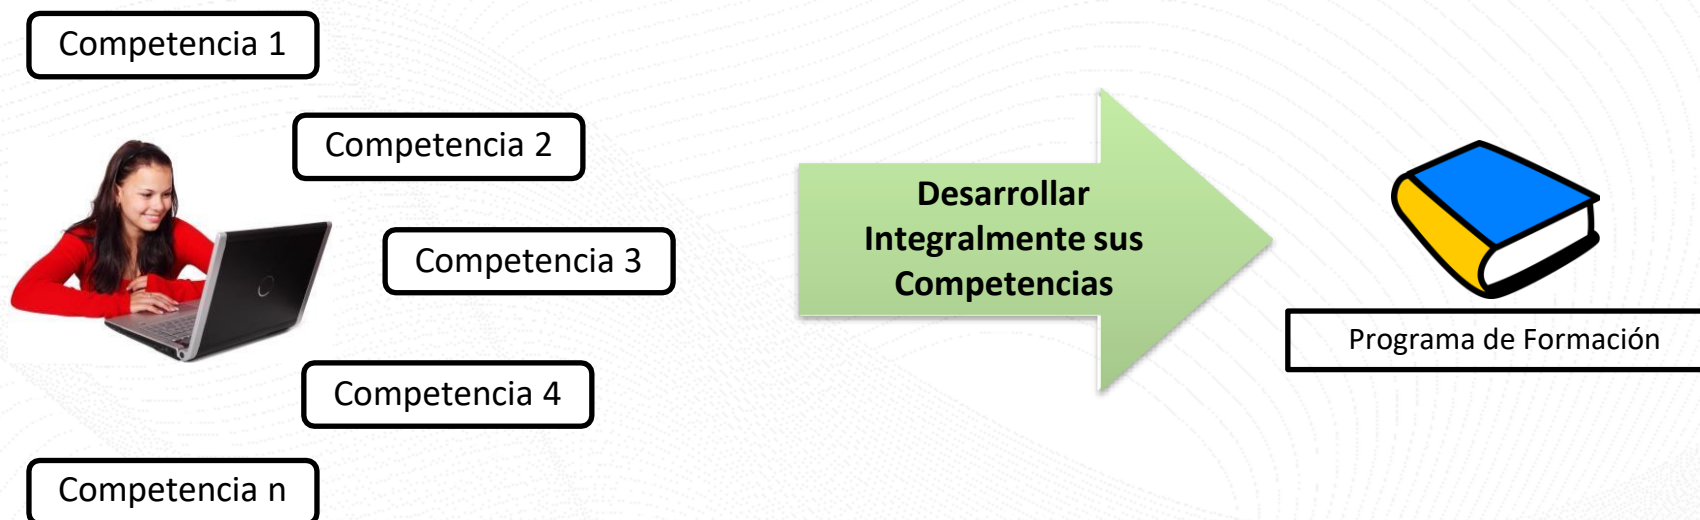 Competencia 1
Competencia 2
Competencia 3
Competencia 4
Competencia n
Desarrollar
Integralmente sus
Competencias
Programa de Formación